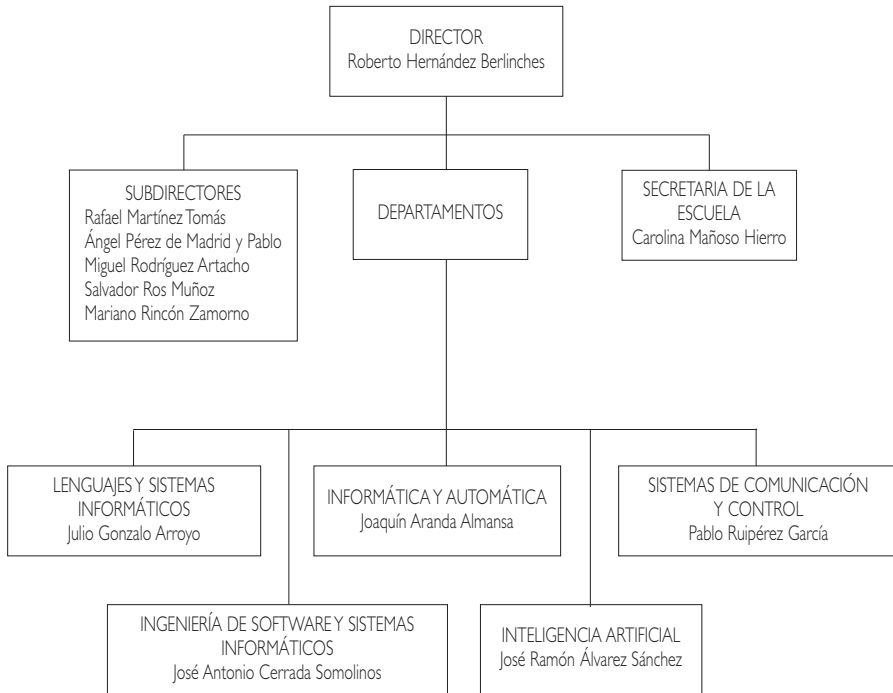 DIRECTOR
Roberto Hernández Berlinches
SUBDIRECTORES
Rafael Martínez Tomás
Ángel Pérez de Madrid y Pablo
Miguel Rodríguez Artacho
Salvador Ros Muñoz
Mariano Rincón Zamorno
DEPARTAMENTOS
SECRETARIA DE LA
ESCUELA
Carolina Mañoso Hierro
LENGUAJES Y SISTEMAS
INFORMÁTICOS
Julio Gonzalo Arroyo
INFORMÁTICA Y AUTOMÁTICA
Joaquín Aranda Almansa
SISTEMAS DE COMUNICACIÓN
Y CONTROL
Pablo Ruipérez García
INGENIERÍA DE SOFTWARE Y SISTEMAS
INFORMÁTICOS
José Antonio Cerrada Somolinos
INTELIGENCIA ARTIFICIAL
José Ramón Álvarez Sánchez